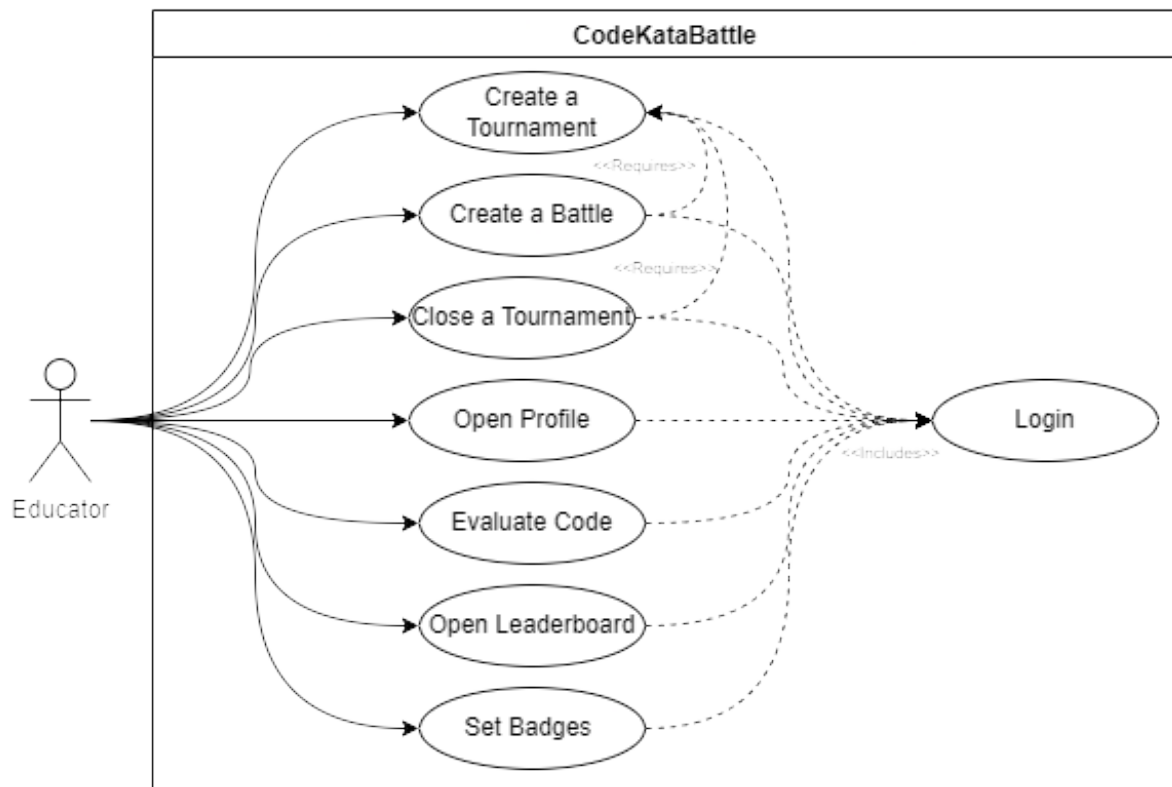 CodeKataBattle
Create a
Tournament
<<Requires>>
Create a Battle
<<Requires>>
Close a Tournament
Open Profile
Login
<<Includes>>
Educator
Evaluate Code
Open Leaderboard
Set Badges